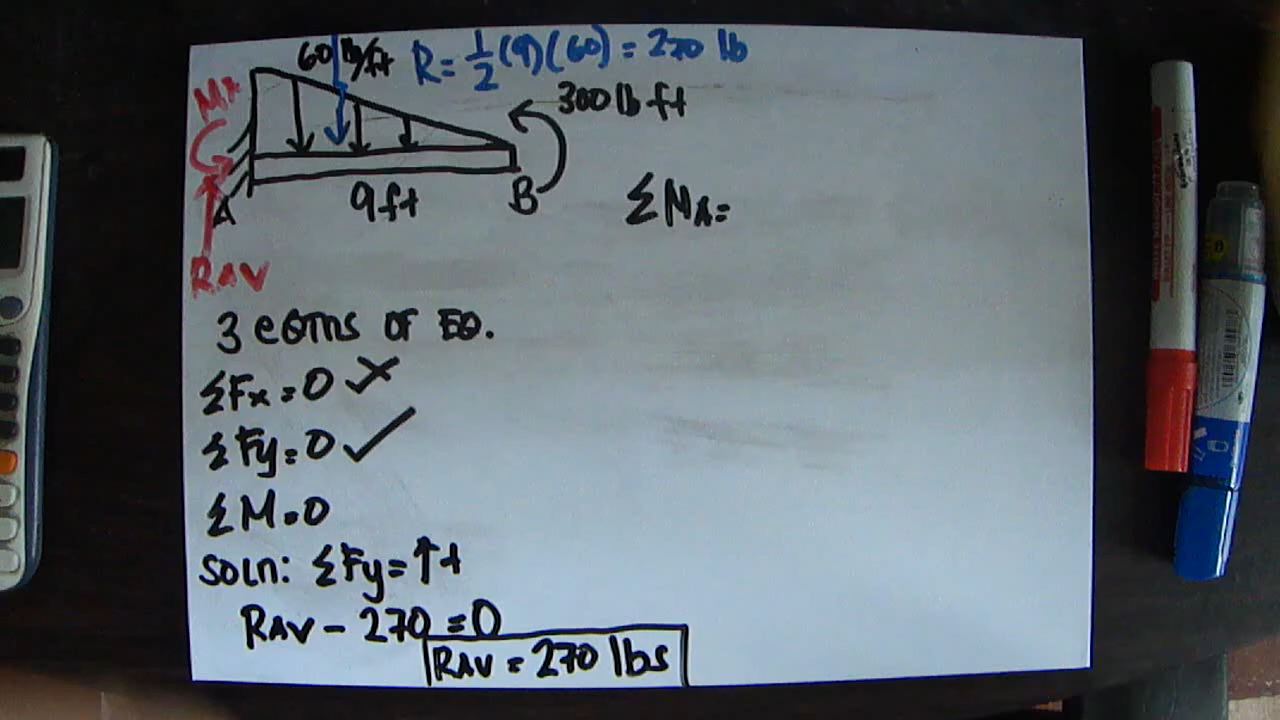 60 lb/ft R = 1/2 (9)(60) = 270 lb
300 lb ft
MA
A 9 ft B
ΣMA=
RAV
3 eqtns OF EQ.
ΣFx=0
ΣFy=0
ΣM=0
SOLn: ΣFy=↑+
RAV - 270 = 0
RAV = 270 lbs